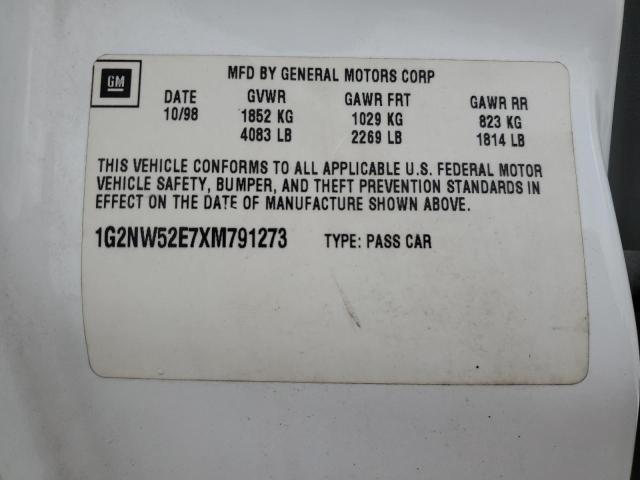 GM
MFD BY GENERAL MOTORS CORP
DATE GVWR GAWR FRT GAWR RR
10/98 1852 KG 1029 KG 823 KG
4083 LB 2269 LB 1814 LB
THIS VEHICLE CONFORMS TO ALL APPLICABLE U.S. FEDERAL MOTOR
VEHICLE SAFETY, BUMPER, AND THEFT PREVENTION STANDARDS IN
EFFECT ON THE DATE OF MANUFACTURE SHOWN ABOVE.
1G2NW52E7XM791273 TYPE: PASS CAR